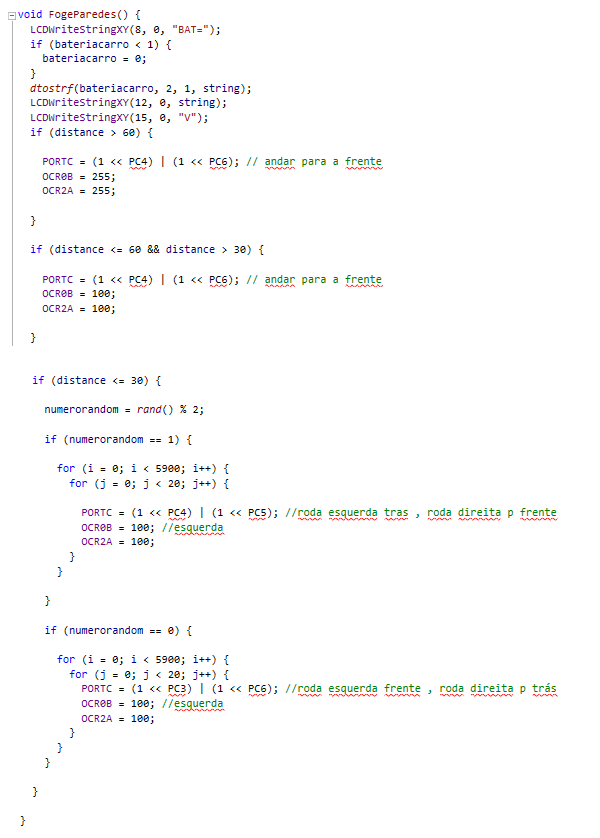 void FogeParedes() {
LCDWriteStringXY(8, 0, "BAT=");
if (bateriacarro < 1) {
bateriacarro = 0;
}
dtostrf(bateriacarro, 2, 1, string);
LCDWriteStringXY(12, 0, string);
LCDWriteStringXY(15, 0, "V");
if (distance > 60) {
PORTC = (1 << PC4) | (1 << PC6); // andar para a frente
OCR0B = 255;
OCR2A = 255;
}
if (distance <= 60 && distance > 30) {
PORTC = (1 << PC4) | (1 << PC6); // andar para a frente
OCR0B = 100;
OCR2A = 100;
}
if (distance <= 30) {
numerorandom = rand() % 2;
if (numerorandom == 1) {
for (i = 0; i < 5900; i++) {
for (j = 0; j < 20; j++) {
PORTC = (1 << PC4) | (1 << PC5); //roda esquerda tras , roda direita p frente
OCR0B = 100; //esquerda
OCR2A = 100;
}
}
}
if (numerorandom == 0) {
for (i = 0; i < 5900; i++) {
for (j = 0; j < 20; j++) {
PORTC = (1 << PC3) | (1 << PC6); //roda esquerda frente , roda direita p trás
OCR0B = 100; //esquerda
OCR2A = 100;
}
}
}
}
}